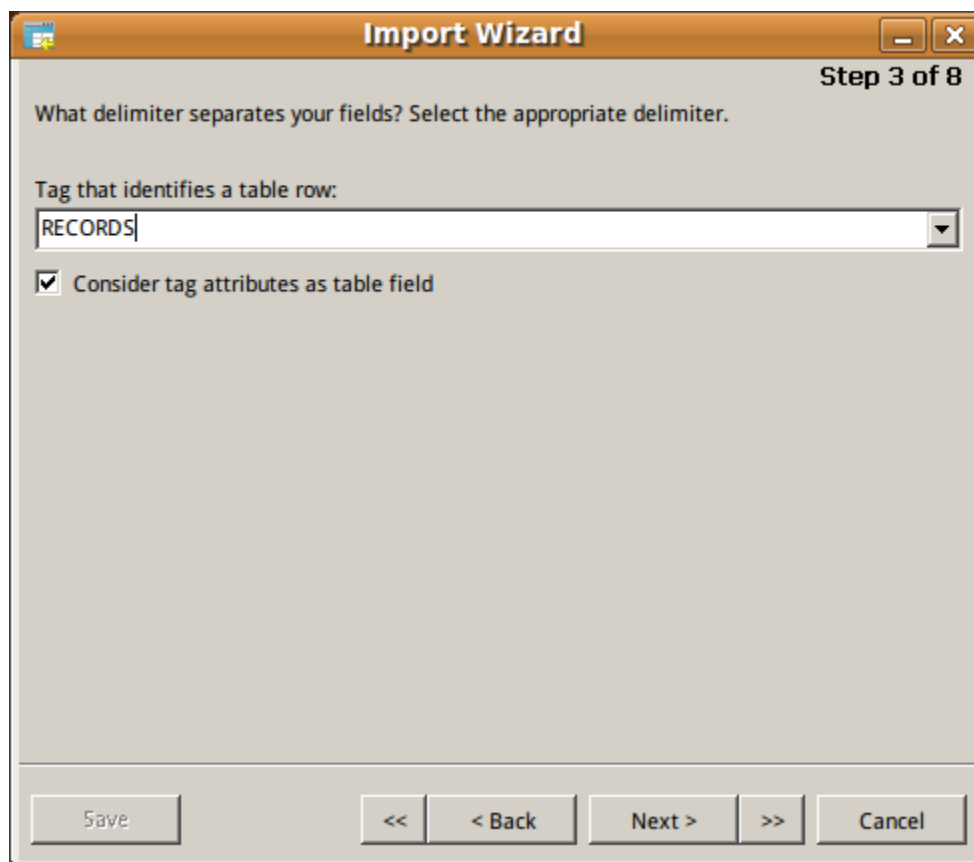 Import Wizard
Step 3 of 8
What delimiter separates your fields? Select the appropriate delimiter.
Tag that identifies a table row:
RECORDS
Consider tag attributes as table field
Save << < Back Next > >> Cancel